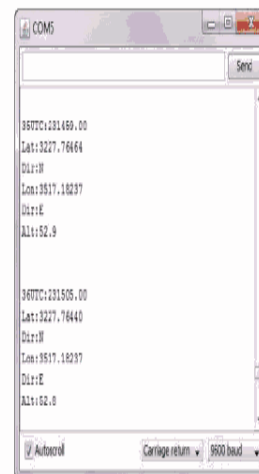 COM5
Send
35UTC:231459.00
Lat:3227.76464
Dir:N
Lon:3517.18237
Dir:E
Alt:52.9
36UTC:231505.00
Lat:3227.76440
Dir:N
Lon:3517.18237
Dir:E
Alt:52.8
Autoscroll
Carriage return
9600 baud